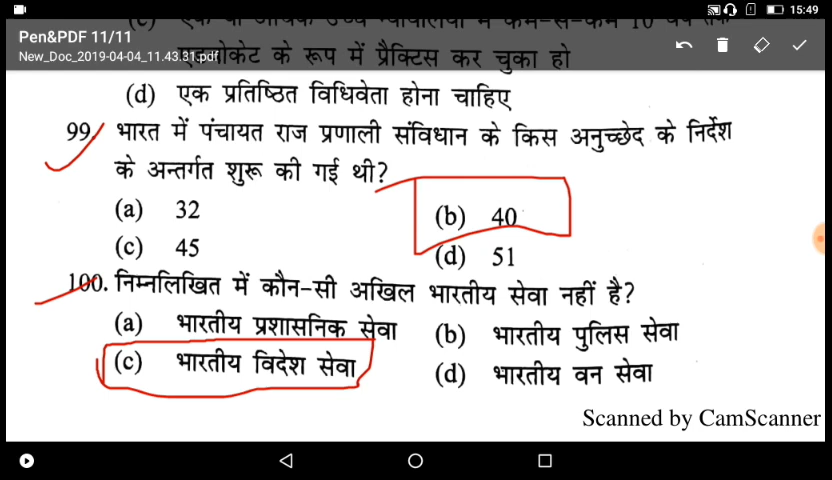 15:49
Pen&PDF 11/11
New_Doc_2019-04-04_11.43.31.pdf
के रूप में प्रैक्टिस कर चुका हो
(d) एक प्रतिष्ठित विधिवेता होना चाहिए
99. भारत में पंचायत राज प्रणाली संविधान के किस अनुच्छेद के निर्देश
के अन्तर्गत शुरू की गई थी?
(a) 32 (b) 40
(c) 45 (d) 51
100. निम्नलिखित में कौन-सी अखिल भारतीय सेवा नहीं है?
(a) भारतीय प्रशासनिक सेवा (b) भारतीय पुलिस सेवा
(c) भारतीय विदेश सेवा (d) भारतीय वन सेवा
Scanned by CamScanner